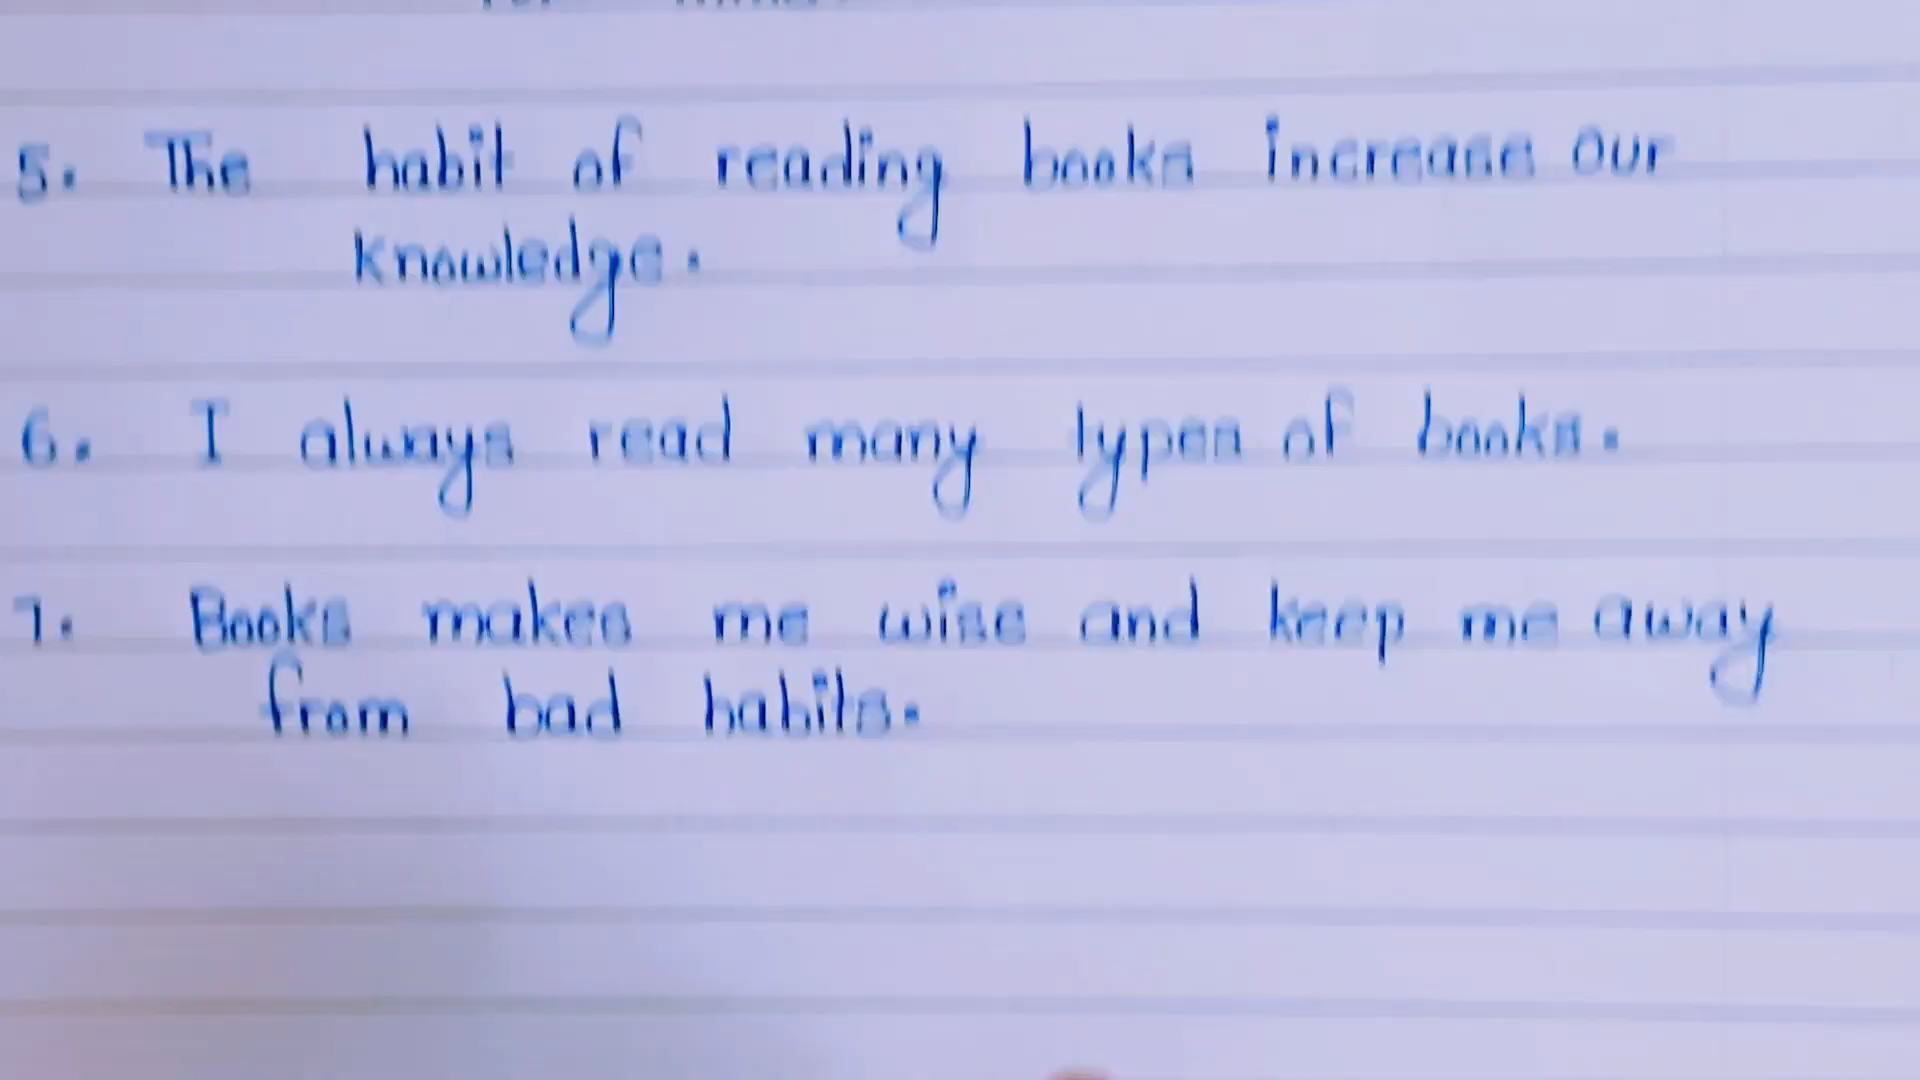 5. The habit of reading books increase our
knowledge.
6. I always read many types of books.
7. Books makes me wise and keep me away
from bad habits.